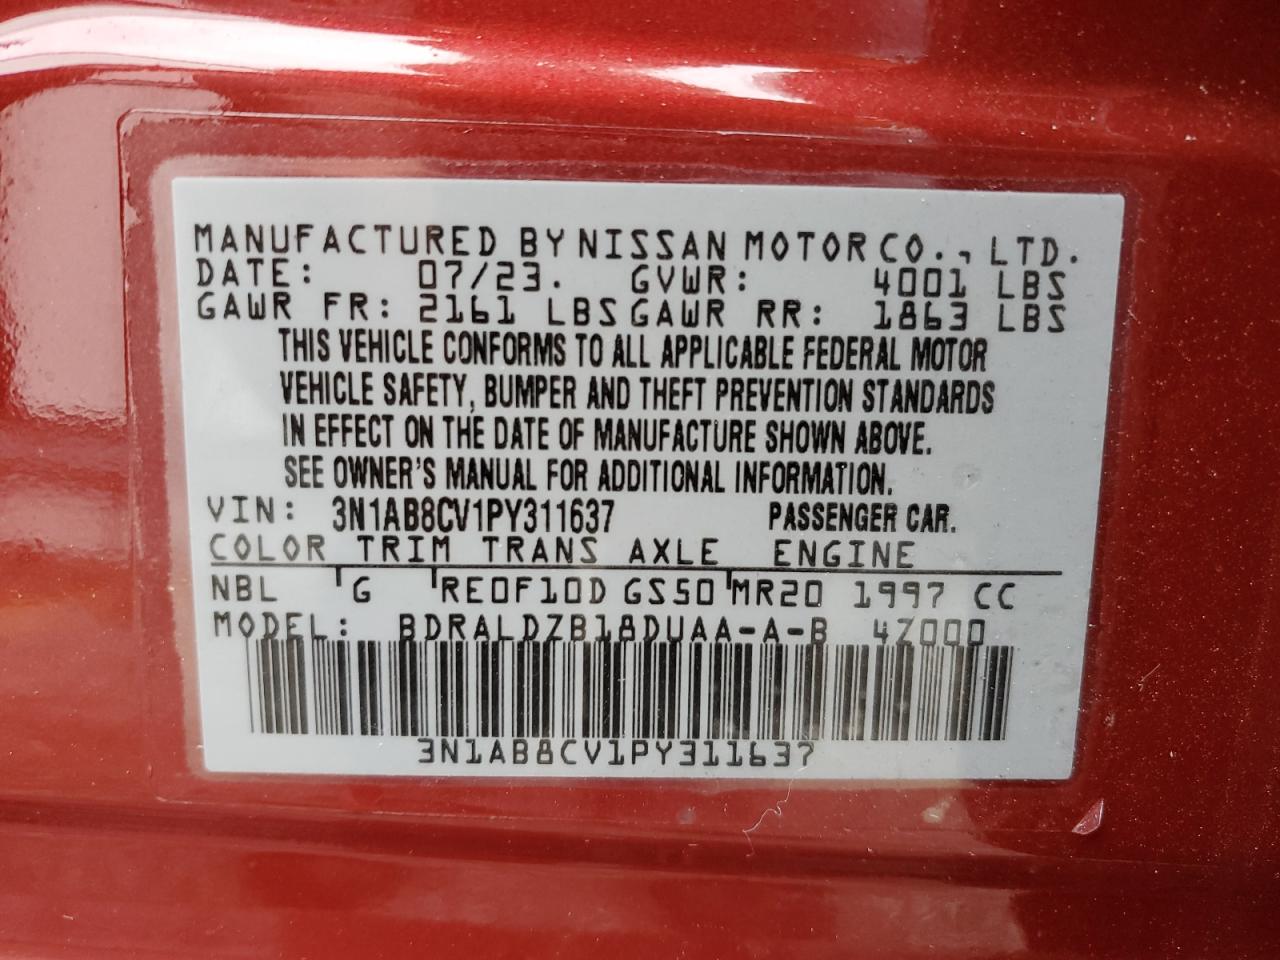 MANUFACTURED BY NISSAN MOTOR CO., LTD.
DATE: 07/23. GVWR: 4001 LBS
GAWR FR: 2161 LBS GAWR RR: 1863 LBS
THIS VEHICLE CONFORMS TO ALL APPLICABLE FEDERAL MOTOR
VEHICLE SAFETY, BUMPER AND THEFT PREVENTION STANDARDS
IN EFFECT ON THE DATE OF MANUFACTURE SHOWN ABOVE.
SEE OWNER'S MANUAL FOR ADDITIONAL INFORMATION.
VIN: 3N1AB8CV1PY311637 PASSENGER CAR.
COLOR TRIM TRANS AXLE ENGINE
NBL G RE0F10D GS50 MR20 1997 CC
MODEL: BDRALDZB18DUAA-A-B 4Z000
3N1AB8CV1PY311637